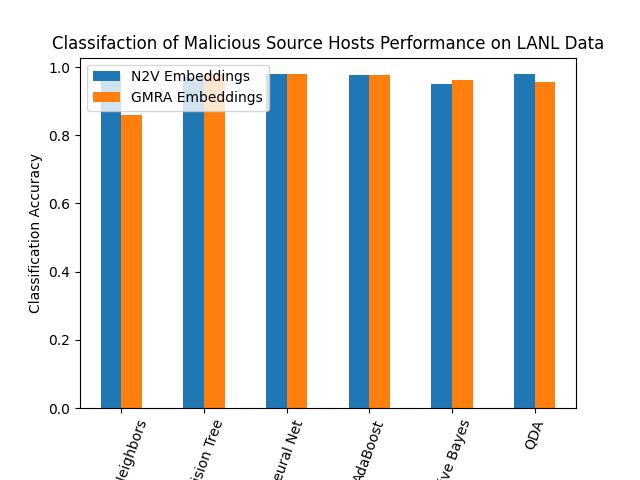 Classifaction of Malicious Source Hosts Performance on LANL Data
N2V Embeddings
GMRA Embeddings
Classification Accuracy
1.0
0.8
0.6
0.4
0.2
0.0
Neighbors
ision Tree
eural Net
AdaBoost
ive Bayes
QDA